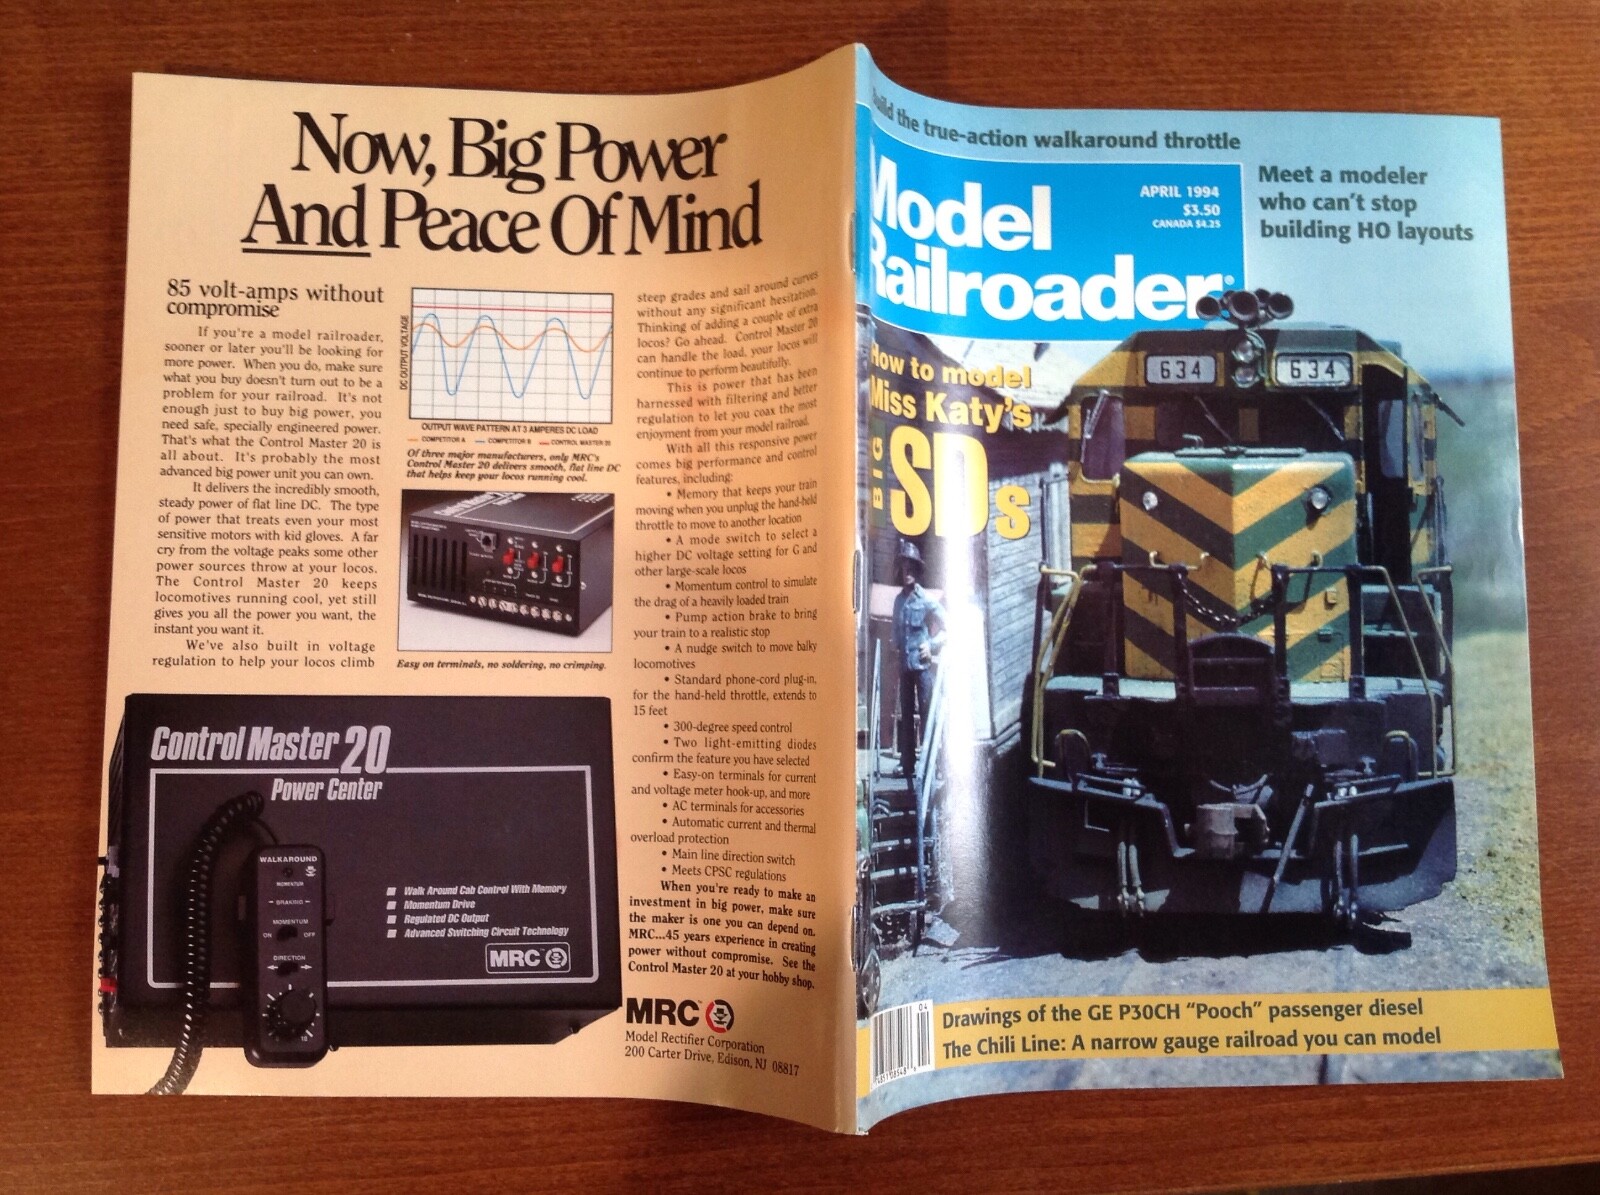 Now, Big Power
And Peace Of Mind
85 volt-amps without
compromise
If you're a model railroader,
sooner or later you'll be looking for
more power. When you do, make sure
what you buy doesn't turn out to be a
problem for your railroad. It's not
enough just to buy big power, you
need safe, specially engineered power.
That's what the Control Master 20 is
all about. It's probably the most
advanced big power unit you can own.
It delivers the incredibly smooth,
steady power of flat line DC. The type
of power that treats even your most
sensitive motors with kid gloves. A far
cry from the voltage peaks some other
power sources throw at your locos.
The Control Master 20 keeps
locomotives running cool, yet still
gives you all the power you want, the
instant you want it.
We've also built in voltage
regulation to help your locos climb
DC OUTPUT VOLTAGE
OUTPUT WAVE PATTERN AT 3 AMPERES DC LOAD
COMPETITOR A COMPETITOR B CONTROL MASTER 20
Of three major manufacturers, only MRC's
Control Master 20 delivers smooth, flat line DC
that helps keep your locos running cool.
Easy on terminals, no soldering, no crimping.
steep grades and sail around curves
without any significant hesitation.
Thinking of adding a couple of extra
locos? Go ahead. Control Master 20
can handle the load, your locos will
continue to perform beautifully.
This is power that has been
harnessed with filtering and better
regulation to let you coax the most
enjoyment from your model railroad.
With all this responsive power
comes big performance and control
features, including:
• Memory that keeps your train
moving when you unplug the hand-held
throttle to move to another location
• A mode switch to select a
higher DC voltage setting for G and
other large-scale locos
• Momentum control to simulate
the drag of a heavily loaded train
• Pump action brake to bring
your train to a realistic stop
• A nudge switch to move balky
locomotives
• Standard phone-cord plug-in,
for the hand-held throttle, extends to
15 feet
• 300-degree speed control
• Two light-emitting diodes
confirm the feature you have selected
• Easy-on terminals for current
and voltage meter hook-up, and more
• AC terminals for accessories
• Automatic current and thermal
overload protection
• Main line direction switch
• Meets CPSC regulations
When you're ready to make an
investment in big power, make sure
the maker is one you can depend on.
MRC...45 years experience in creating
power without compromise. See the
Control Master 20 at your hobby shop.
MRC
Model Rectifier Corporation
200 Carter Drive, Edison, NJ 08817
Control Master 20
Power Center
WALKAROUND
MOMENTUM
BRAKING
MOMENTUM
ON OFF
DIRECTION
Walk Around Cab Control With Memory
Momentum Drive
Regulated DC Output
Advanced Switching Circuit Technology
MRC
Build the true-action walkaround throttle
Model
Railroader®
APRIL 1994
$3.50
CANADA $4.25
Meet a modeler
who can't stop
building HO layouts
How to model
Miss Katy's
BIG SDs
634
634
04
Drawings of the GE P30CH "Pooch" passenger diesel
The Chili Line: A narrow gauge railroad you can model